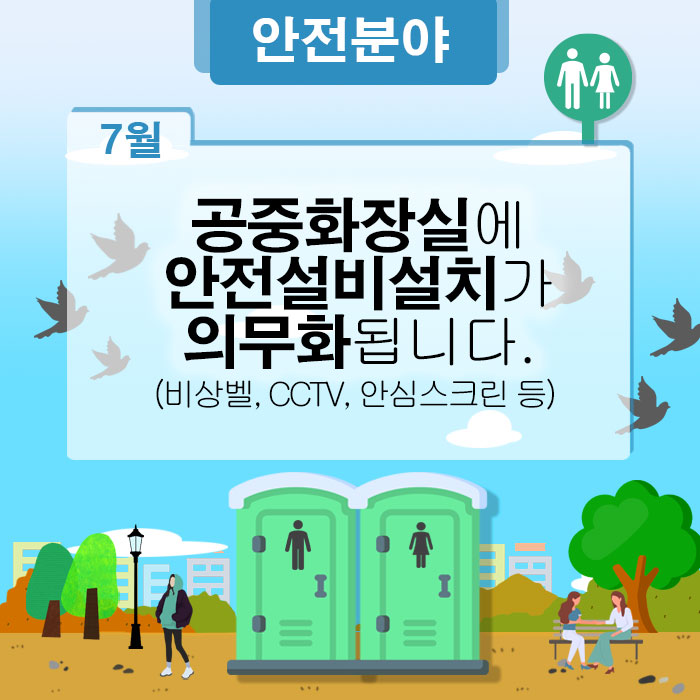 안전분야
7월
공중화장실에
안전설비설치가
의무화됩니다.
(비상벨, CCTV, 안심스크린 등)